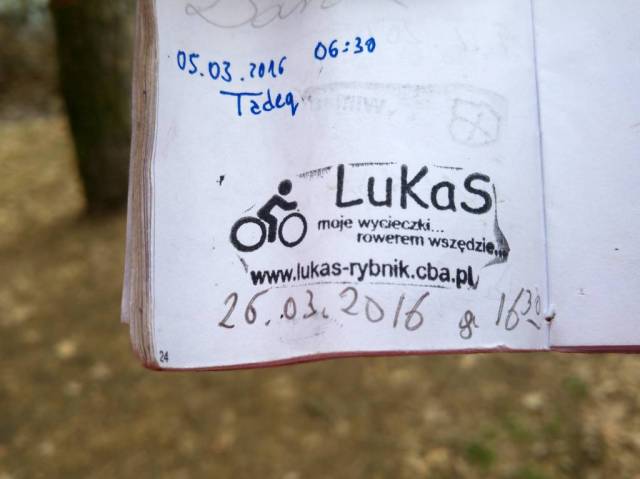 05.03.2016 06:30
Tadeq
LuKaS
moje wycieczki...
rowerem wszędzie...
www.lukas-rybnik.cba.pl
26.03.2016 g. 16³⁰
24